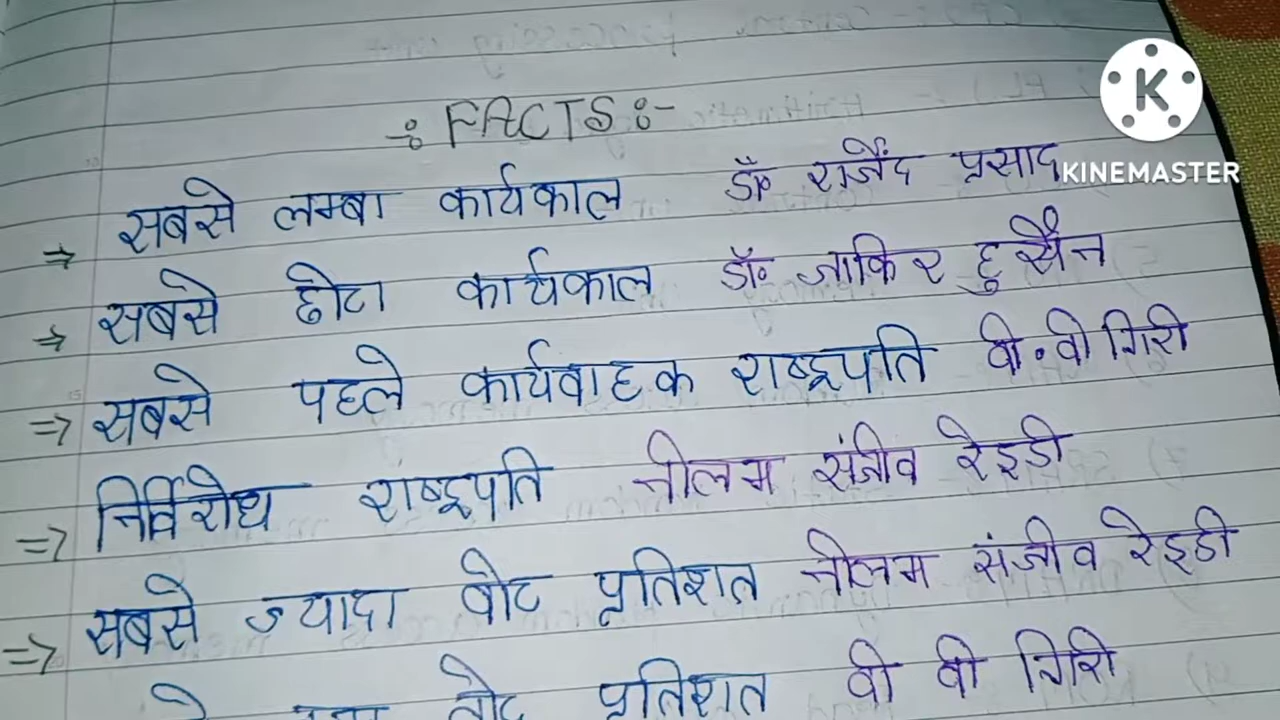 -: FACTS :-
⇒ सबसे लम्बा कार्यकाल डॉ॰ राजेंद प्रसाद
⇒ सबसे छोटा कार्यकाल डॉ॰ जाकिर हुसैन
⇒ सबसे पहले कार्यवाहक राष्ट्रपति वी.वी गिरी
⇒ निर्विरोध राष्ट्रपति नीलम संजीव रेड्डी
⇒ सबसे ज्यादा वोट प्रतिशत नीलम संजीव रेड्डी
वोट प्रतिशत वी वी गिरि
K
KINEMASTER